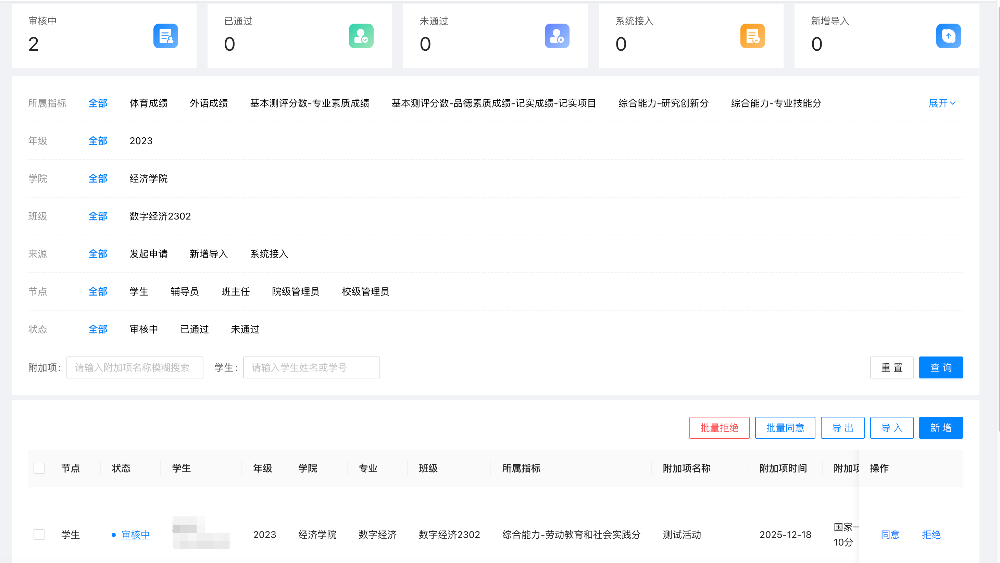 审核中 已通过 未通过 系统接入 新增导入
2 0 0 0 0
所属指标 全部 体育成绩 外语成绩 基本测评分数-专业素质成绩 基本测评分数-品德素质成绩-记实成绩-记实项目 综合能力-研究创新分 综合能力-专业技能分 展开
年级 全部 2023
学院 全部 经济学院
班级 全部 数字经济2302
来源 全部 发起申请 新增导入 系统接入
节点 全部 学生 辅导员 班主任 院级管理员 校级管理员
状态 全部 审核中 已通过 未通过
附加项: 请输入附加项名称模糊搜索 学生: 请输入学生姓名或学号 重 置 查 询
批量拒绝 批量同意 导 出 导 入 新 增
节点 状态 学生 年级 学院 专业 班级 所属指标 附加项名称 附加项时间 附加项 操作
学生 审核中 2023 经济学院 数字经济 数字经济2302 综合能力-劳动教育和社会实践分 测试活动 2025-12-18 国家一 同意 拒绝
10分